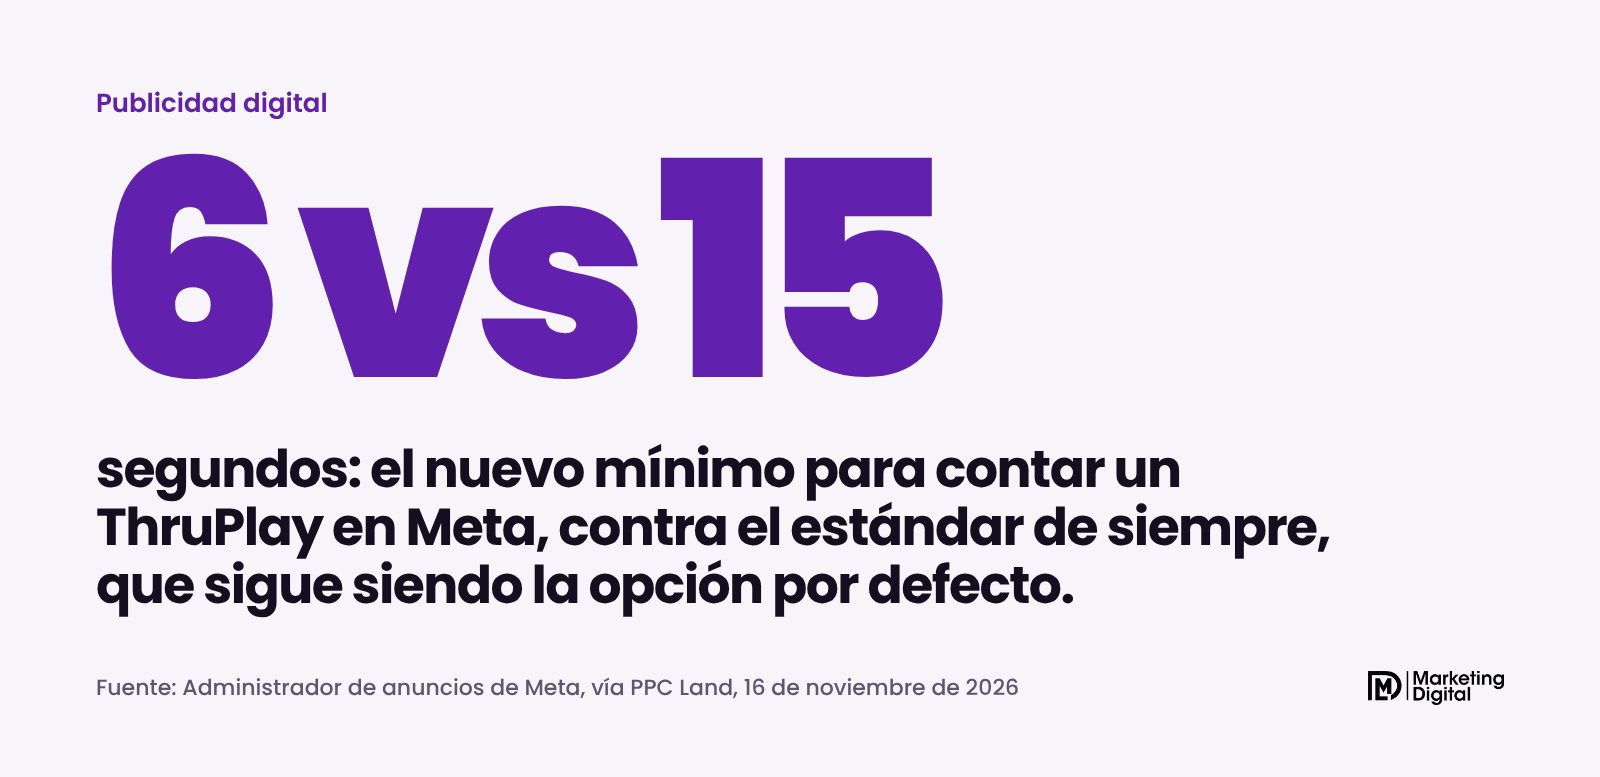 Publicidad digital
6 vs 15
segundos: el nuevo mínimo para contar un
ThruPlay en Meta, contra el estándar de siempre,
que sigue siendo la opción por defecto.
Fuente: Administrador de anuncios de Meta, vía PPC Land, 16 de noviembre de 2026
Marketing
Digital